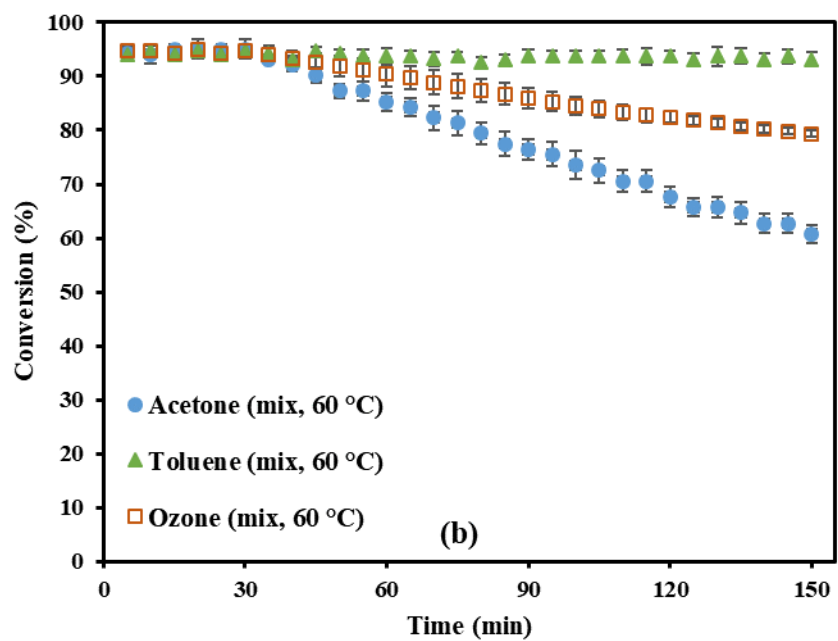 100
90
80
70
60
50
40
30
20
10
0
Conversion (%)
Acetone (mix, 60 °C)
Toluene (mix, 60 °C)
Ozone (mix, 60 °C)
(b)
0 30 60 90 120 150
Time (min)